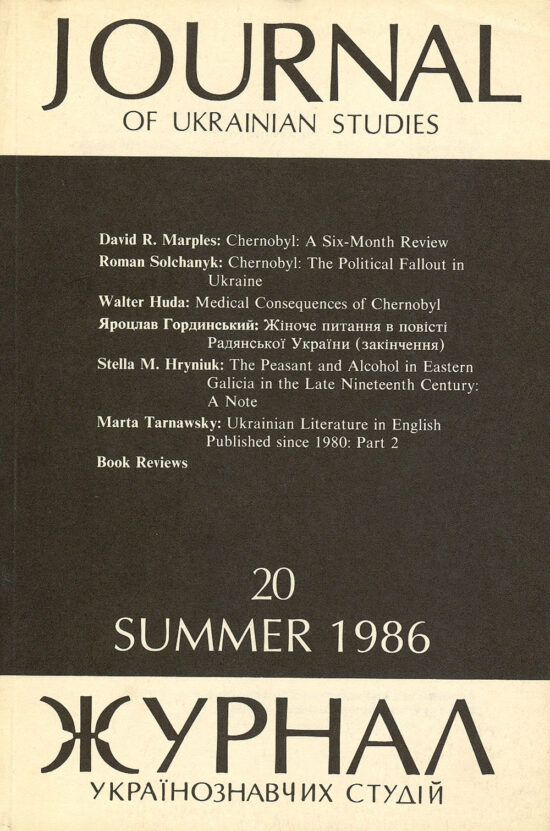 JOURNAL
OF UKRAINIAN STUDIES
David R. Marples: Chernobyl: A Six-Month Review
Roman Solchanyk: Chernobyl: The Political Fallout in
Ukraine
Walter Huda: Medical Consequences of Chernobyl
Яроцлав Гординський: Жіноче питання в повісті
Радянської України (закінчення)
Stella M. Hryniuk: The Peasant and Alcohol in Eastern
Galicia in the Late Nineteenth Century:
A Note
Marta Tarnawsky: Ukrainian Literature in English
Published since 1980: Part 2
Book Reviews
20
SUMMER 1986
ЖУРНАЛ
УКРАЇНОЗНАВЧИХ СТУДІЙ